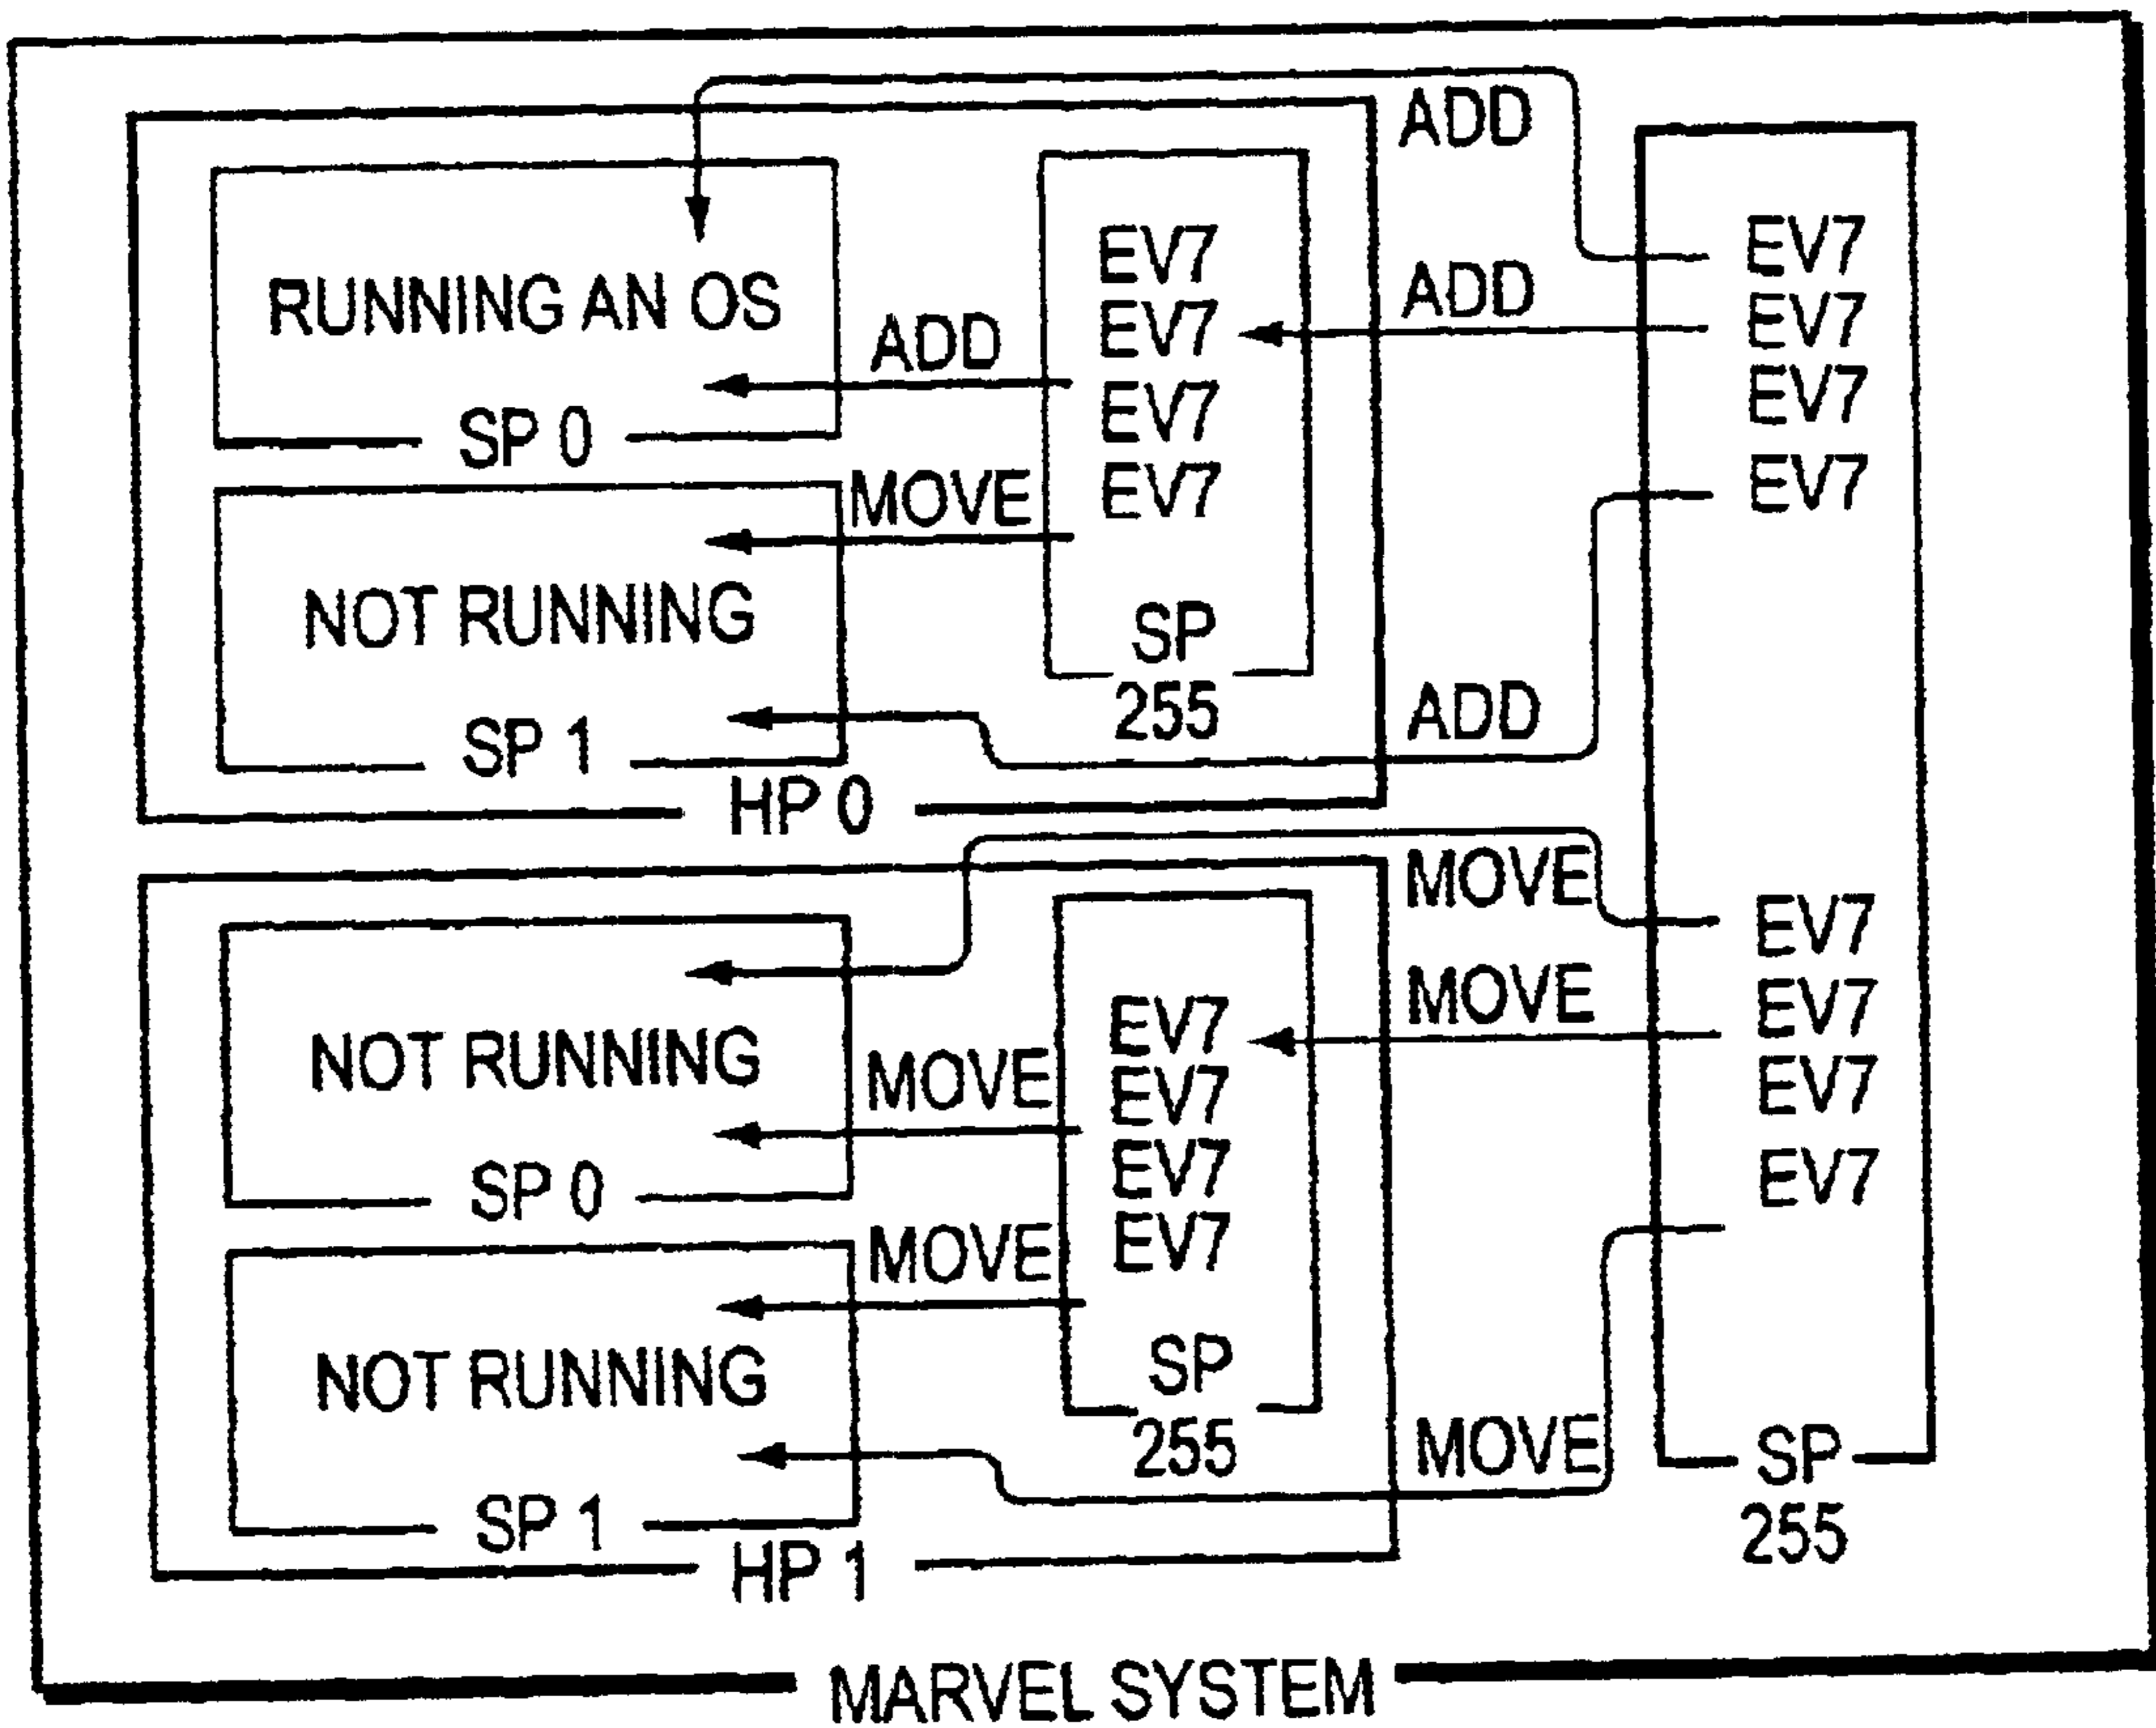 ADD
EV7
EV7
EV7
EV7
RUNNING AN OS
ADD
EV7
EV7
EV7
EV7
ADD
SP 0
MOVE
NOT RUNNING
SP
255
ADD
SP 1
HP 0
MOVE
EV7
EV7
EV7
EV7
MOVE
NOT RUNNING
MOVE
EV7
EV7
EV7
EV7
SP 0
MOVE
NOT RUNNING
SP
255
MOVE
SP
255
SP 1
HP 1
MARVEL SYSTEM